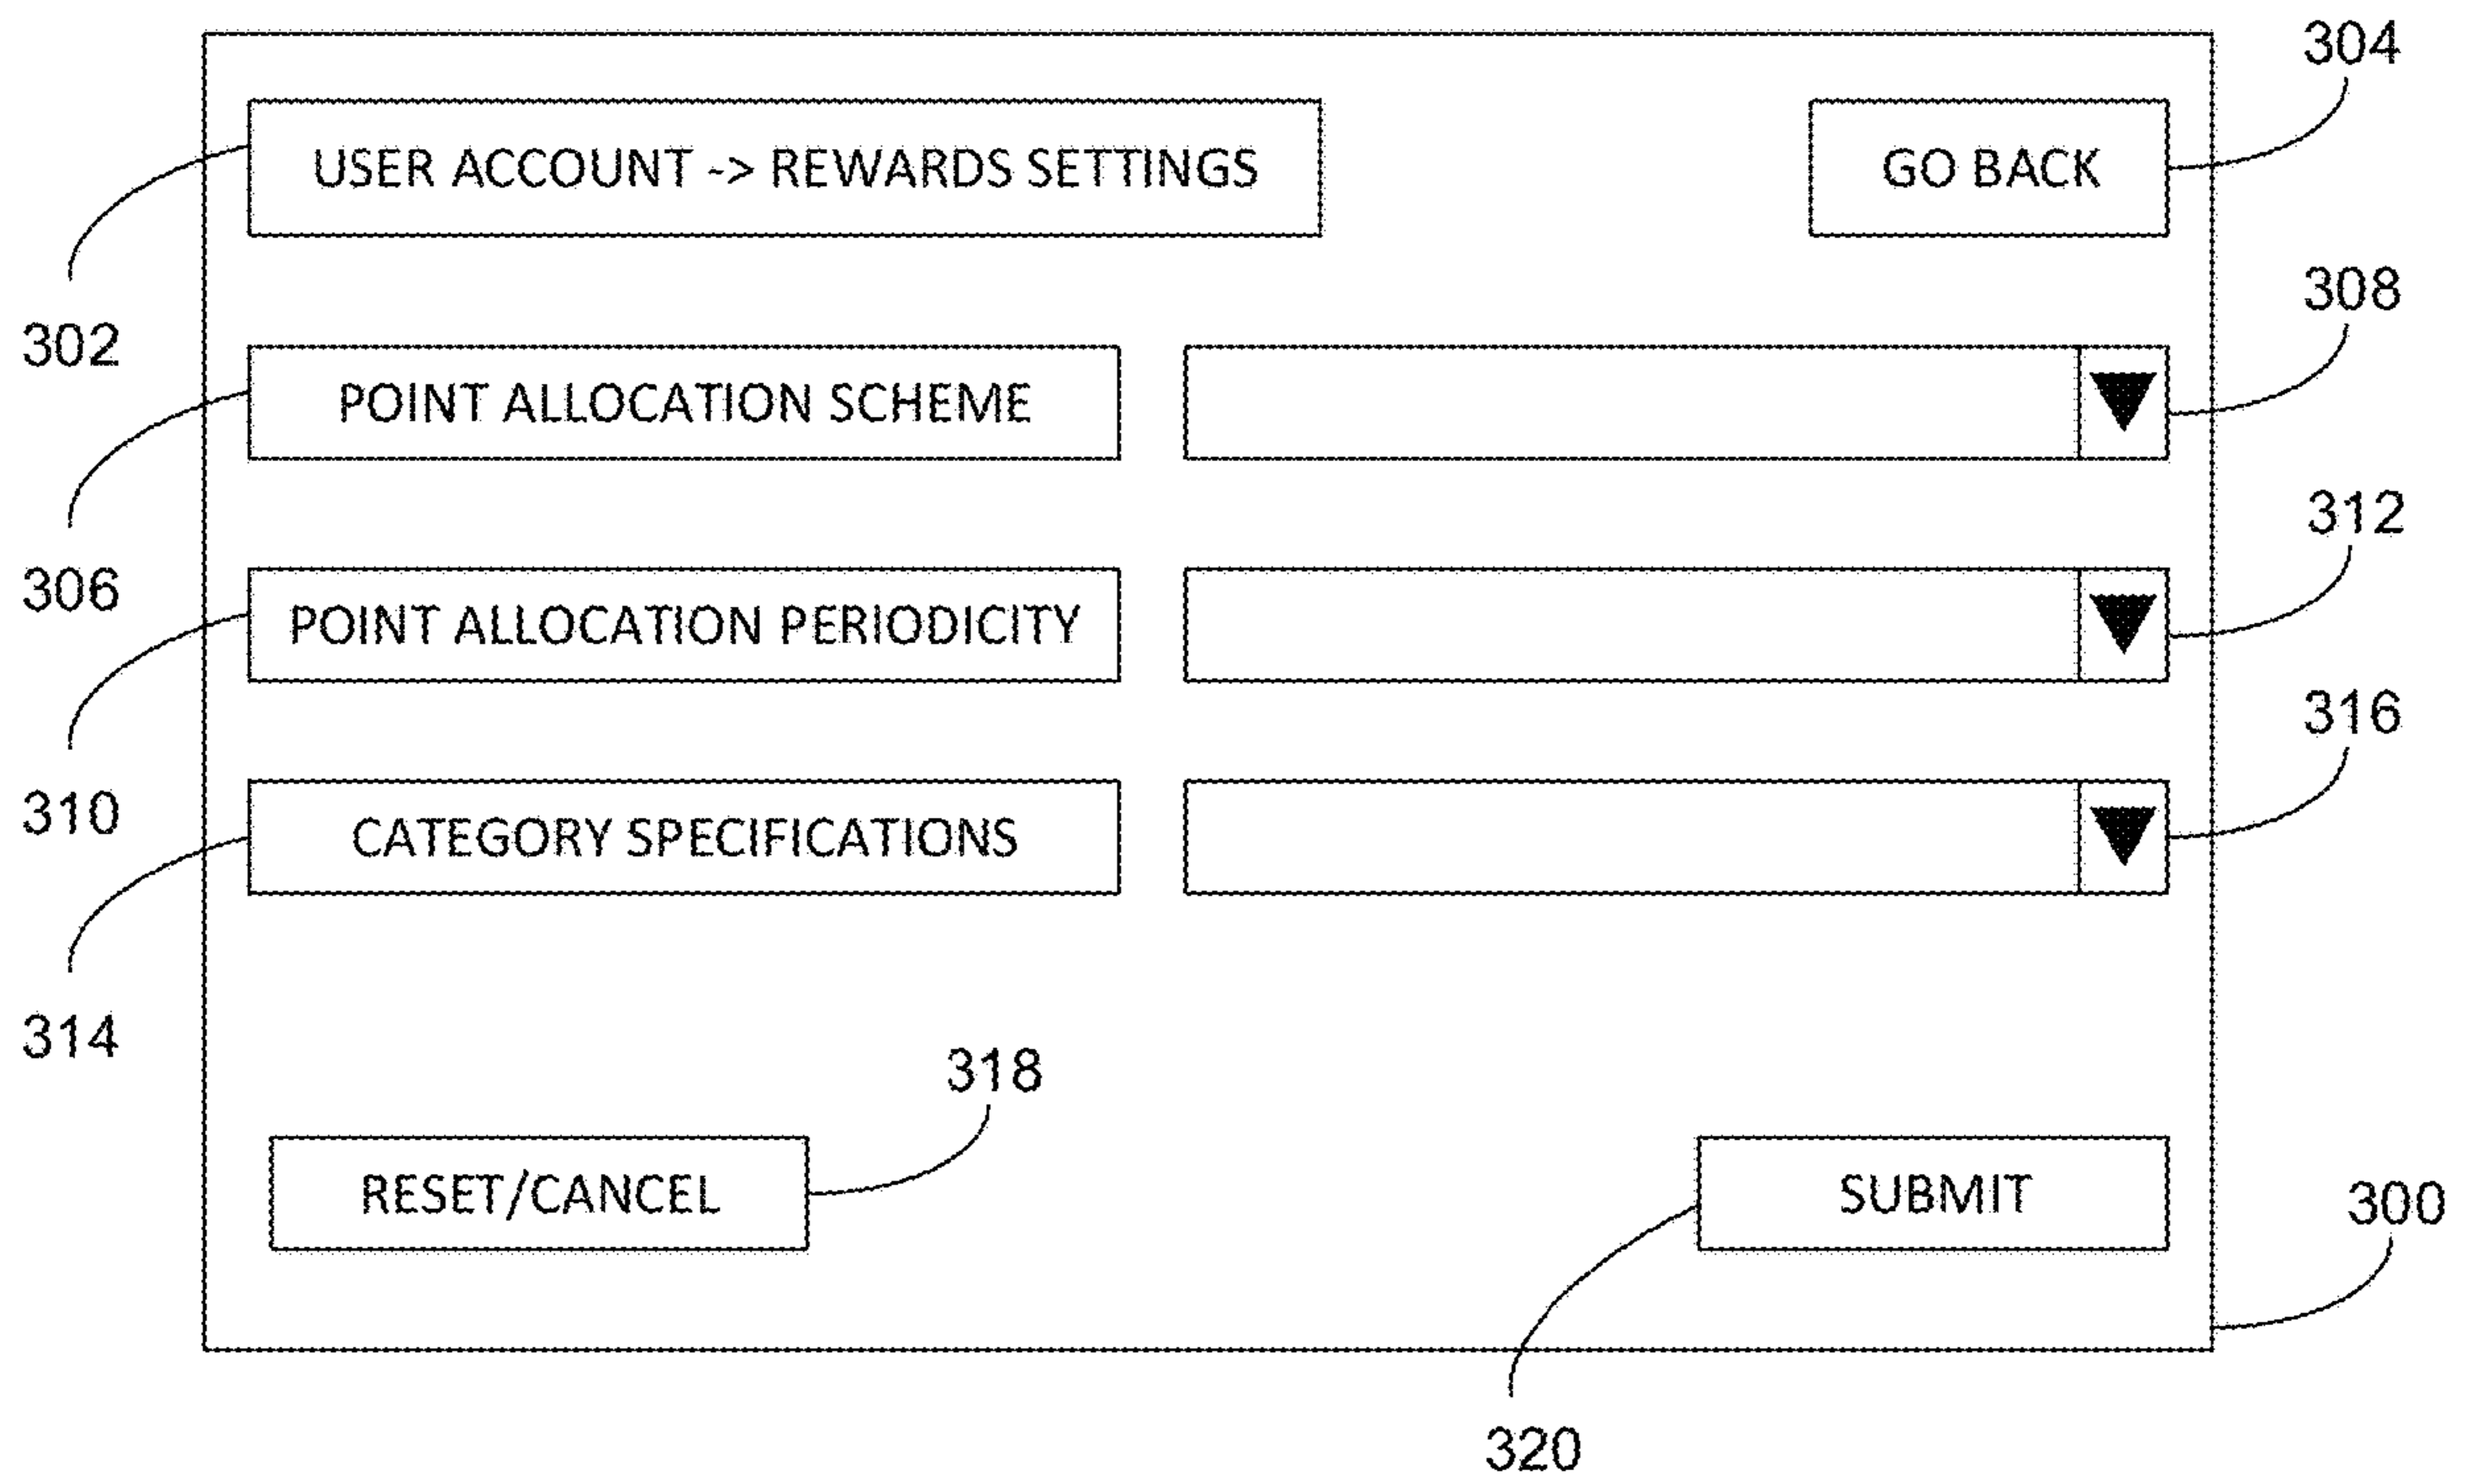 304
USER ACCOUNT -> REWARDS SETTINGS
GO BACK
308
302
POINT ALLOCATION SCHEME
312
306
POINT ALLOCATION PERIODICITY
316
310
CATEGORY SPECIFICATIONS
314
318
RESET/CANCEL
SUBMIT
300
320